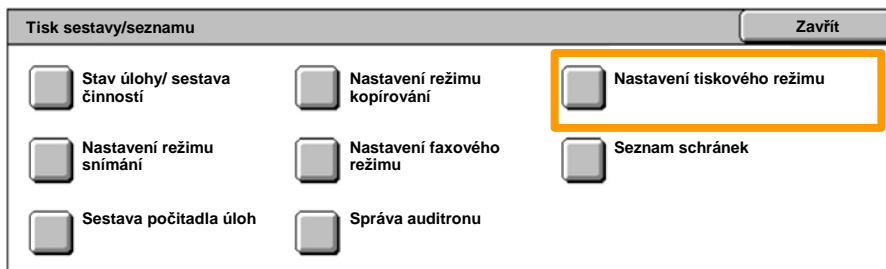 Tisk sestavy/seznamu
Zavřít
Stav úlohy/ sestava
činností
Nastavení režimu
kopírování
Nastavení tiskového režimu
Nastavení režimu
snímání
Nastavení faxového
režimu
Seznam schránek
Sestava počitadla úloh
Správa auditronu